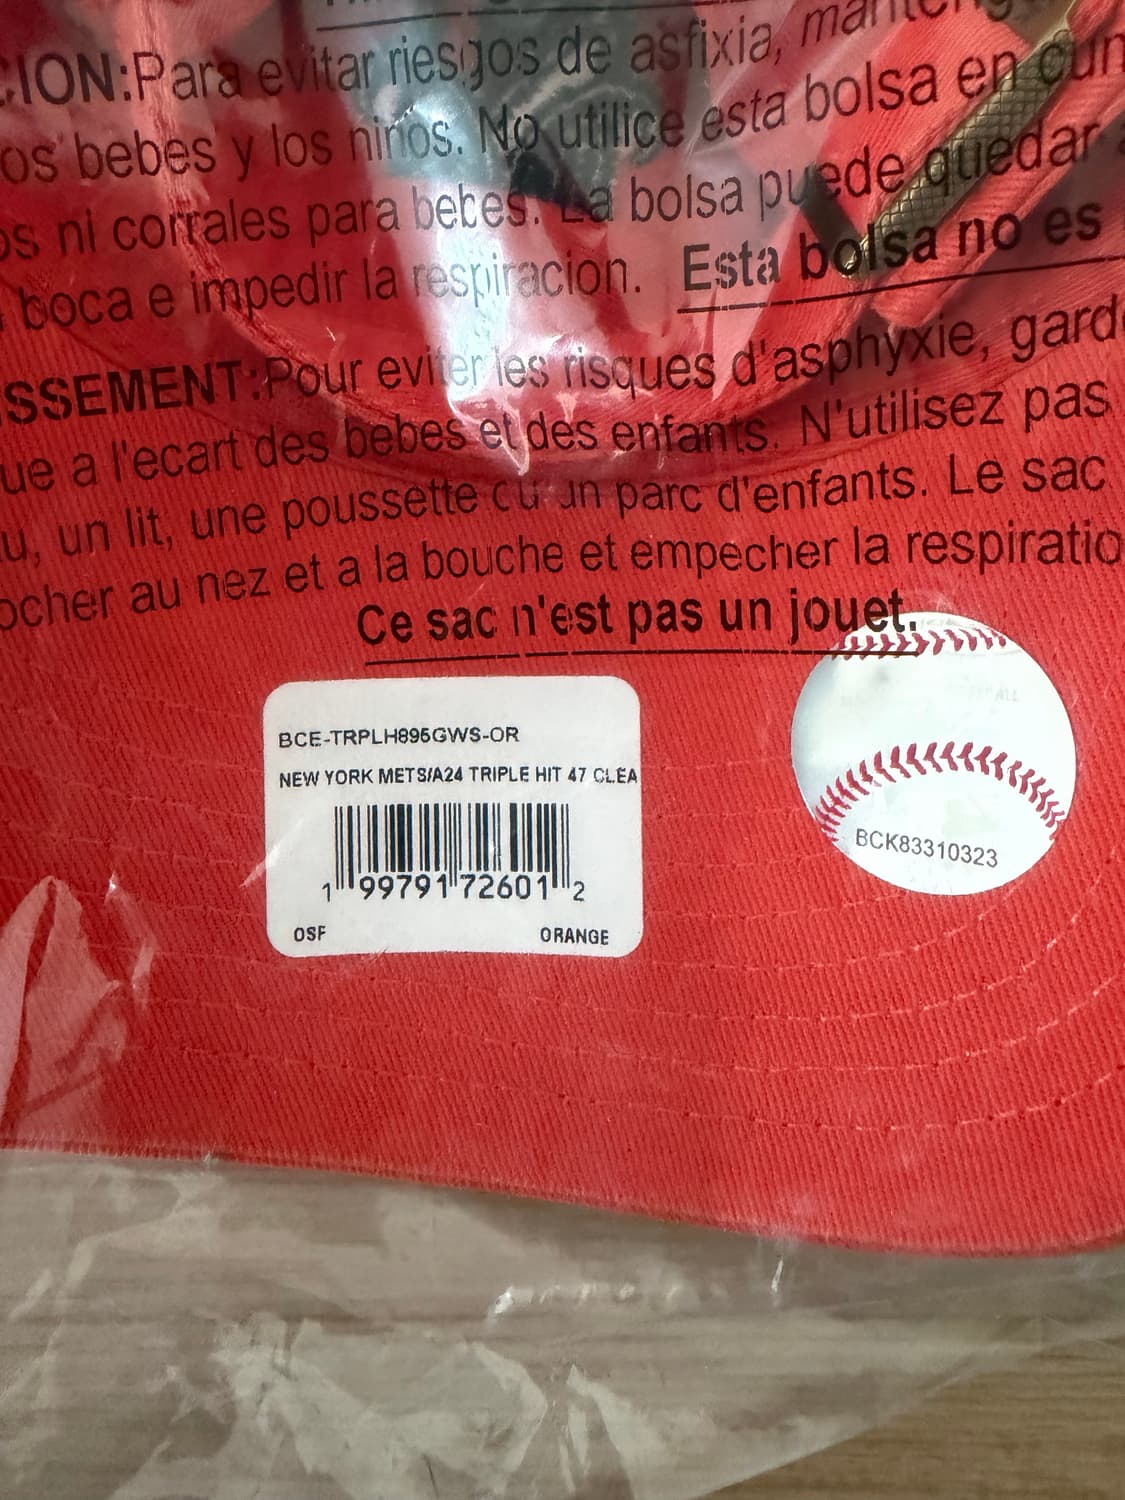 CION:Para evitar riesgos de asfixia,
os bebes y los ninos. No utilice esta bolsa en
os ni corrales para bebes. La bolsa puede quedar
boca e impedir la respiracion. Esta bolsa no es
SSEMENT:Pour eviter les risques d'asphyxie, gard
ue a l'ecart des bebes et des enfants. N'utilisez pas
u, un lit, une poussette ou un parc d'enfants. Le sac
ocher au nez et a la bouche et empecher la respiratio
Ce sac n'est pas un jouet.
BCE-TRPLH895GWS-OR
NEW YORK METS/A24 TRIPLE HIT 47 CLEA
1 99791 72601 2
OSF ORANGE
BCK83310323